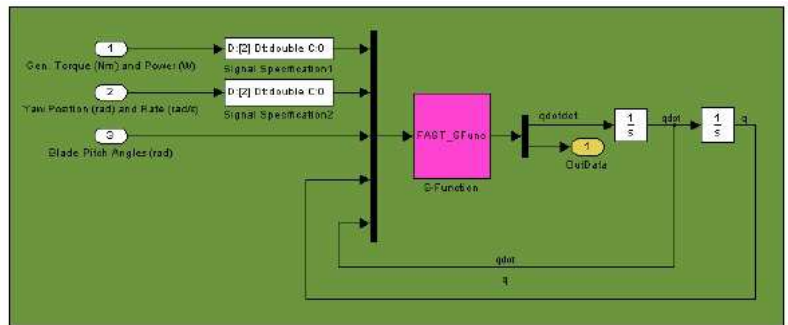 1
Gen. Torque (Nm) and Power (W)
D:[2] Dt:double C:0
Signal Specification1
2
Yaw Position (rad) and Rate (rad/s)
D:[2] Dt:double C:0
Signal Specification2
3
Blade Pitch Angles (rad)
FAST_SFunc
S-Function
qdotdot
1
OutData
1
s
qdot
1
s
q
qdot
q